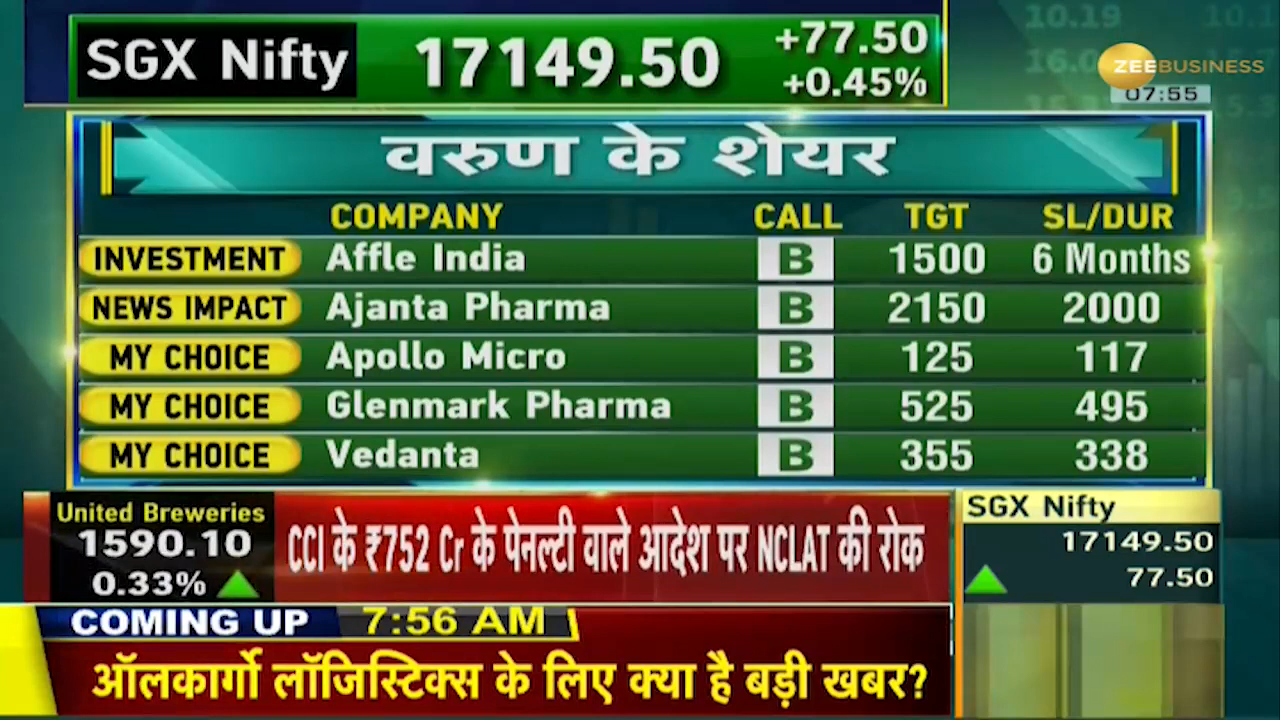 SGX Nifty 17149.50 +77.50
+0.45%
ZEEBUSINESS
07:55
वरुण के शेयर
COMPANY CALL TGT SL/DUR
INVESTMENT Affle India B 1500 6 Months
NEWS IMPACT Ajanta Pharma B 2150 2000
MY CHOICE Apollo Micro B 125 117
MY CHOICE Glenmark Pharma B 525 495
MY CHOICE Vedanta B 355 338
United Breweries
1590.10
0.33%
CCI के ₹752 Cr के पेनल्टी वाले आदेश पर NCLAT की रोक
SGX Nifty
17149.50
77.50
COMING UP 7:56 AM
ऑलकार्गो लॉजिस्टिक्स के लिए क्या है बड़ी खबर?